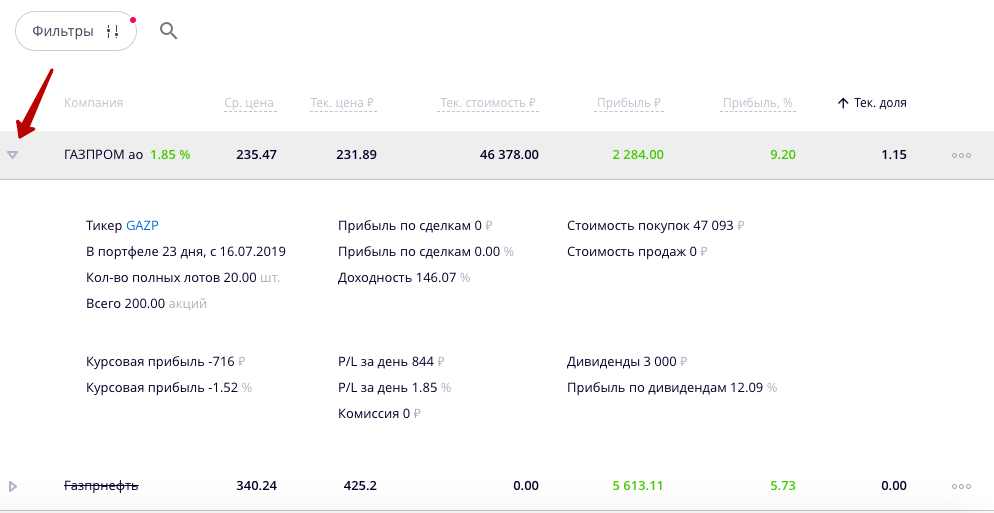 Фильтры
Компания Ср. цена Тек. цена ₽ Тек. стоимость ₽ Прибыль ₽ Прибыль, % Тек. доля
ГАЗПРОМ ао 1.85 % 235.47 231.89 46 378.00 2 284.00 9.20 1.15
Тикер GAZP Прибыль по сделкам 0 ₽ Стоимость покупок 47 093 ₽
В портфеле 23 дня, с 16.07.2019 Прибыль по сделкам 0.00 % Стоимость продаж 0 ₽
Кол-во полных лотов 20.00 шт. Доходность 146.07 %
Всего 200.00 акций
Курсовая прибыль -716 ₽ P/L за день 844 ₽ Дивиденды 3 000 ₽
Курсовая прибыль -1.52 % P/L за день 1.85 % Прибыль по дивидендам 12.09 %
Комиссия 0 ₽
Газпрнефть 340.24 425.2 0.00 5 613.11 5.73 0.00